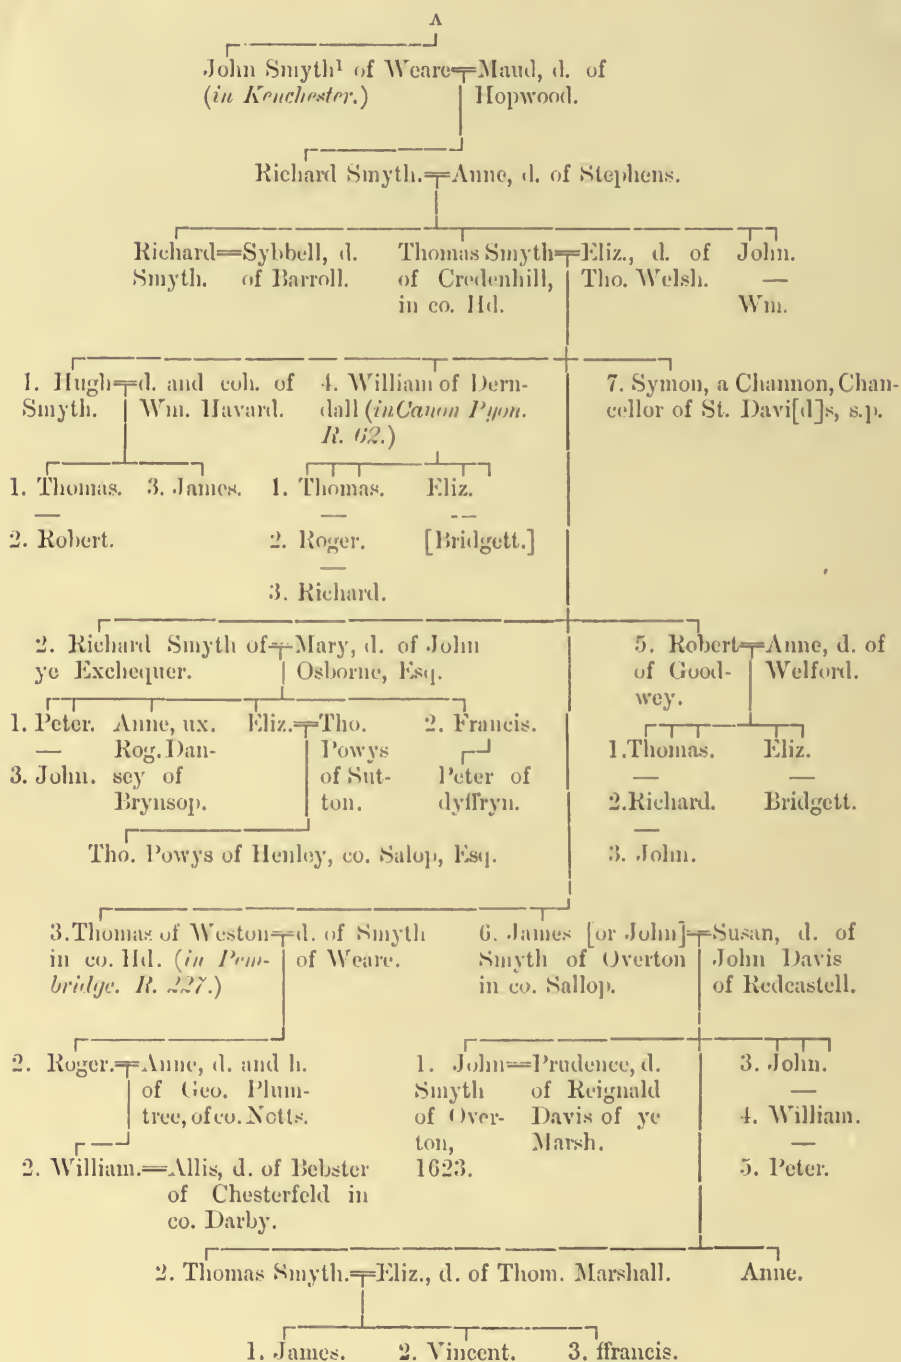 A
John Smyth¹ of Weare Maud, d. of
(in Kenchester.) Hopwood.
Richard Smyth. Anne, d. of Stephens.
Richard Sybbell, d. Thomas Smyth Eliz., d. of John.
Smyth. of Barroll. of Credenhill, Tho. Welsh. —
in co. Hd. Wm.
1. Hugh d. and coh. of 4. William of Dern- 7. Symon, a Channon, Chan-
Smyth. Wm. Havard. dall (in Canon Pyon. cellor of St. Davi[d]s, s.p.
R. 62.)
1. Thomas. 3. James. 1. Thomas. Eliz.
— — --
2. Robert. 2. Roger. [Bridgett.]
—
3. Richard.
2. Richard Smyth of Mary, d. of John 5. Robert Anne, d. of
ye Exchequer. Osborne, Esq. of Good- Welford.
wey.
1. Peter. Anne, ux. Eliz. Tho. 2. Francis.
— Rog. Dan- Powys 1. Thomas. Eliz.
3. John. sey of of Sut- Peter of — —
Brynsop. ton. dyffryn. 2. Richard. Bridgett.
—
Tho. Powys of Henley, co. Salop, Esq. 3. John.
3. Thomas of Weston d. of Smyth 6. James [or John] Susan, d. of
in co. Hd. (in Pem- of Weare. Smyth of Overton John Davis
bridge. R. 227.) in co. Sallop. of Redcastell.
2. Roger. Anne, d. and h. 1. John Prudence, d. 3. John.
of Geo. Plum- Smyth of Reignald —
tree, of co. Notts. of Over- Davis of ye 4. William.
ton, Marsh. —
2. William. Allis, d. of Bebster 1623. 5. Peter.
of Chesterfeld in
co. Darby.
2. Thomas Smyth. Eliz., d. of Thom. Marshall. Anne.
1. James. 2. Vincent. 3. ffrancis.